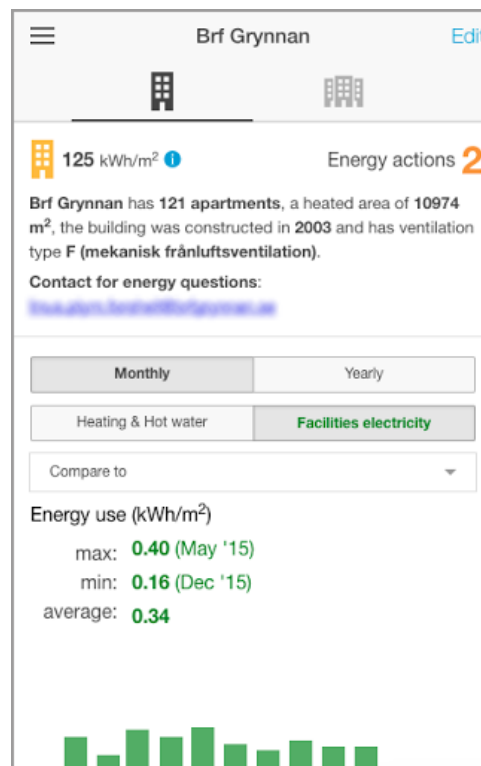 Brf Grynnan Edit
125 kWh/m² Energy actions 2
Brf Grynnan has 121 apartments, a heated area of 10974
m², the building was constructed in 2003 and has ventilation
type F (mekanisk frånluftsventilation).
Contact for energy questions:
Monthly Yearly
Heating & Hot water Facilities electricity
Compare to
Energy use (kWh/m²)
max: 0.40 (May '15)
min: 0.16 (Dec '15)
average: 0.34